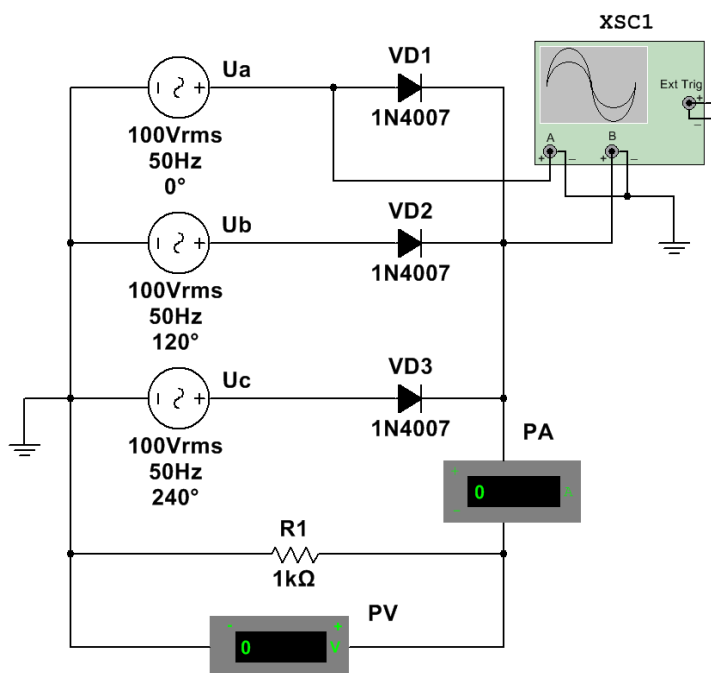 XSC1
Ext Trig
+
−
A
B
+ − + −
Ua
− +
100Vrms
50Hz
0°
VD1
1N4007
Ub
− +
100Vrms
50Hz
120°
VD2
1N4007
Uc
− +
100Vrms
50Hz
240°
VD3
1N4007
PA
+
0 A
−
R1
1kΩ
PV
- +
0 V